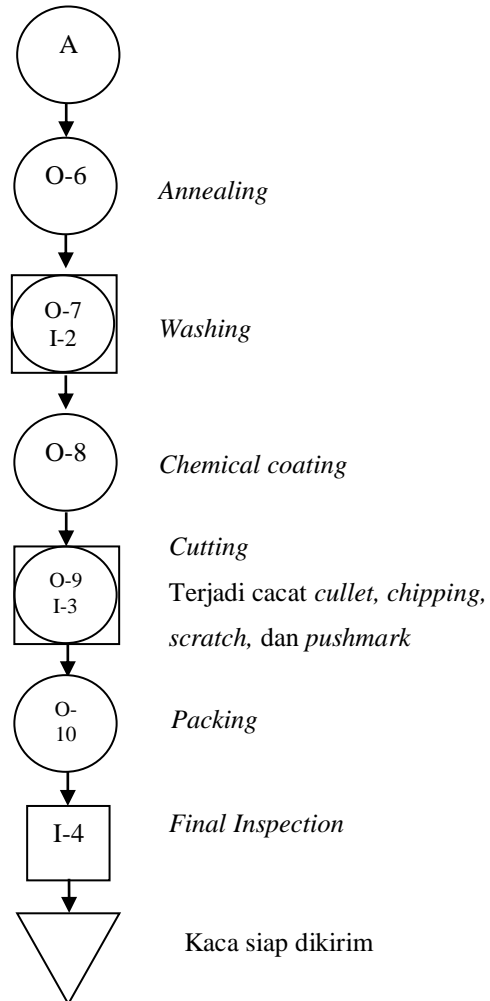 A
O-6
Annealing
O-7
I-2
Washing
O-8
Chemical coating
O-9
I-3
Cutting
Terjadi cacat cullet, chipping,
scratch, dan pushmark
O-
10
Packing
I-4
Final Inspection
Kaca siap dikirim